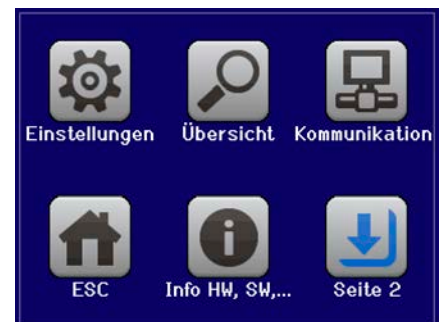 Einstellungen Übersicht Kommunikation
ESC Info HW, SW,... Seite 2